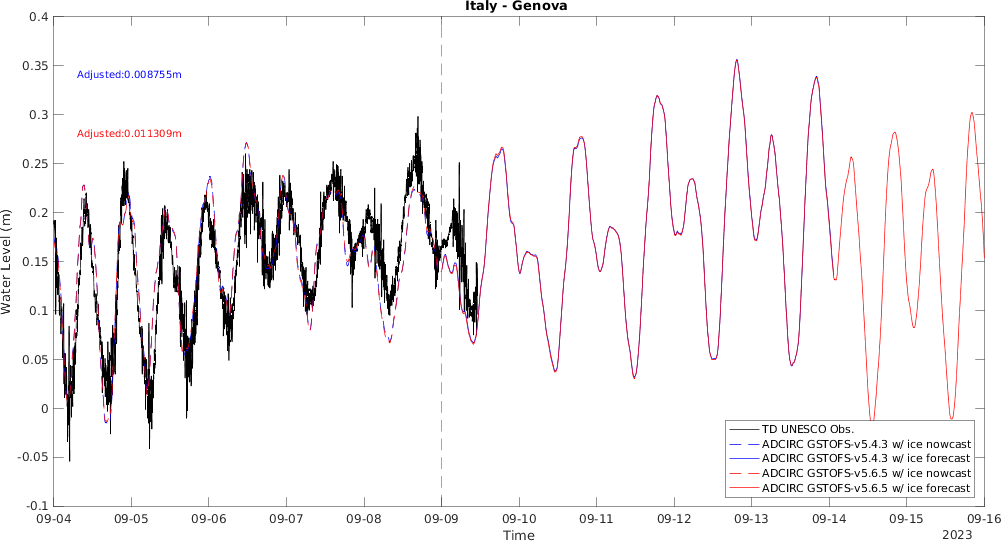 Italy - Genova
0.4
0.35
0.3
0.25
0.2
0.15
0.1
0.05
0
-0.05
-0.1
Water Level (m)
Adjusted:0.008755m
Adjusted:0.011309m
TD UNESCO Obs.
ADCIRC GSTOFS-v5.4.3 w/ ice nowcast
ADCIRC GSTOFS-v5.4.3 w/ ice forecast
ADCIRC GSTOFS-v5.6.5 w/ ice nowcast
ADCIRC GSTOFS-v5.6.5 w/ ice forecast
09-04 09-05 09-06 09-07 09-08 09-09 09-10 09-11 09-12 09-13 09-14 09-15 09-16
Time
2023